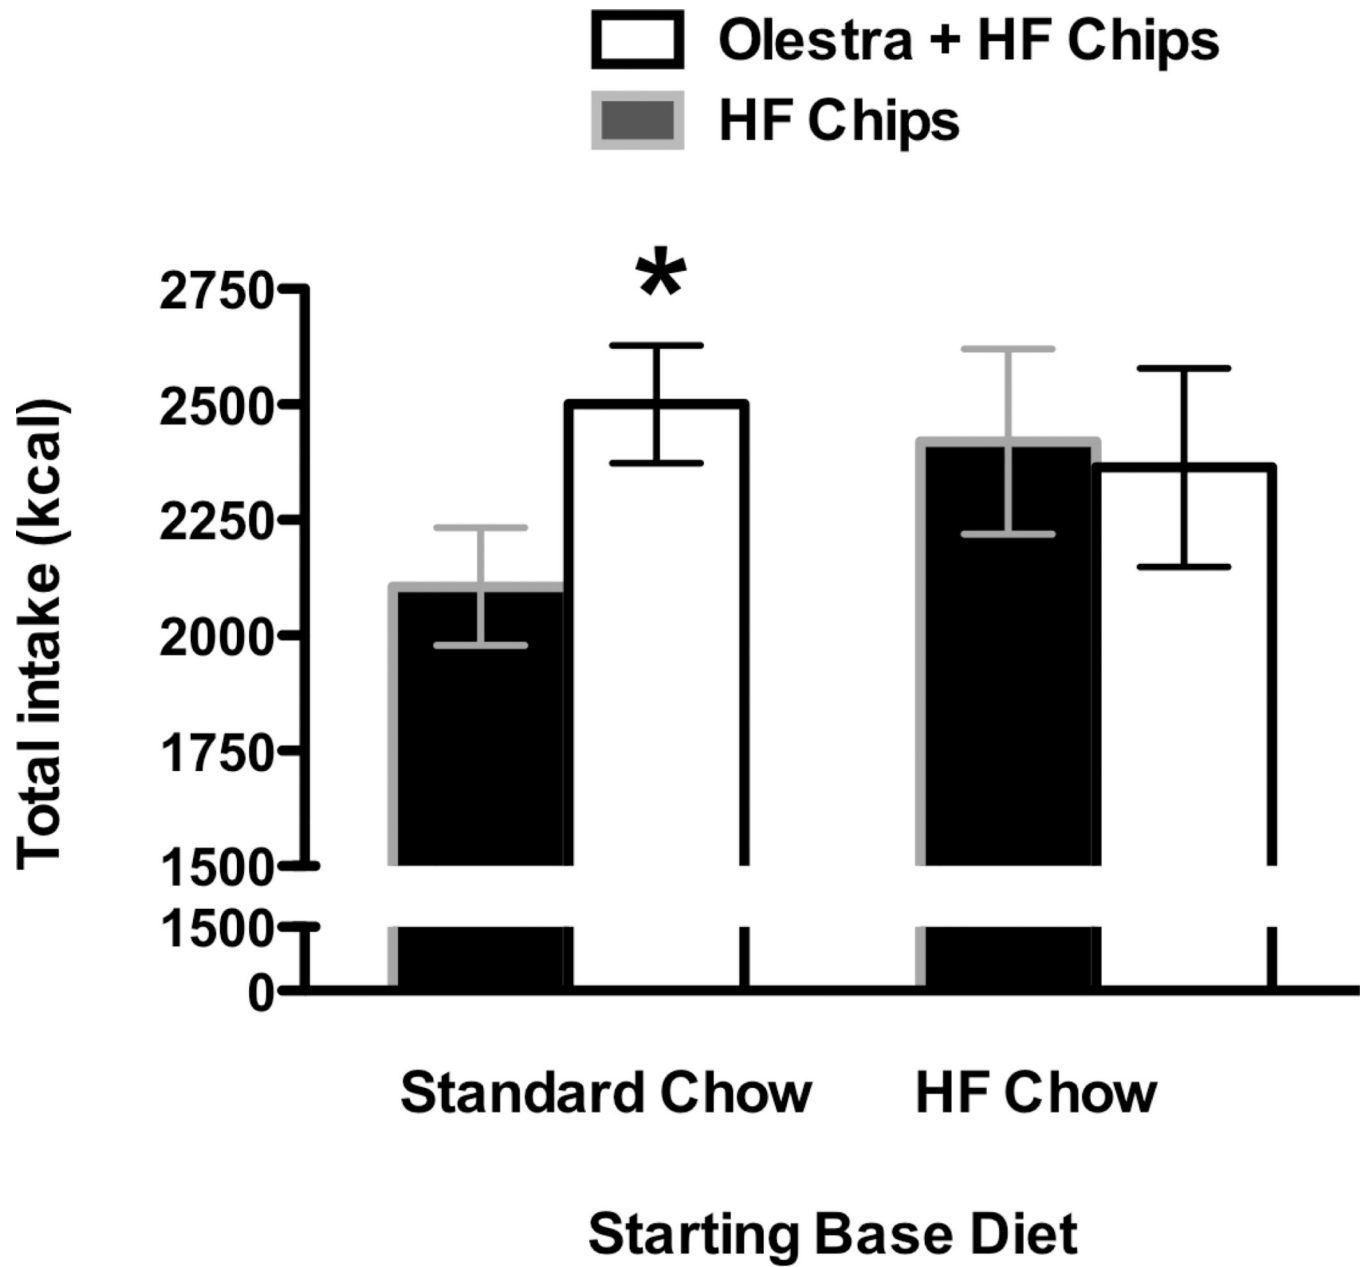 Olestra + HF Chips
HF Chips
*
2750
2500
2250
2000
1750
1500
1500
0
Total intake (kcal)
Standard Chow
HF Chow
Starting Base Diet